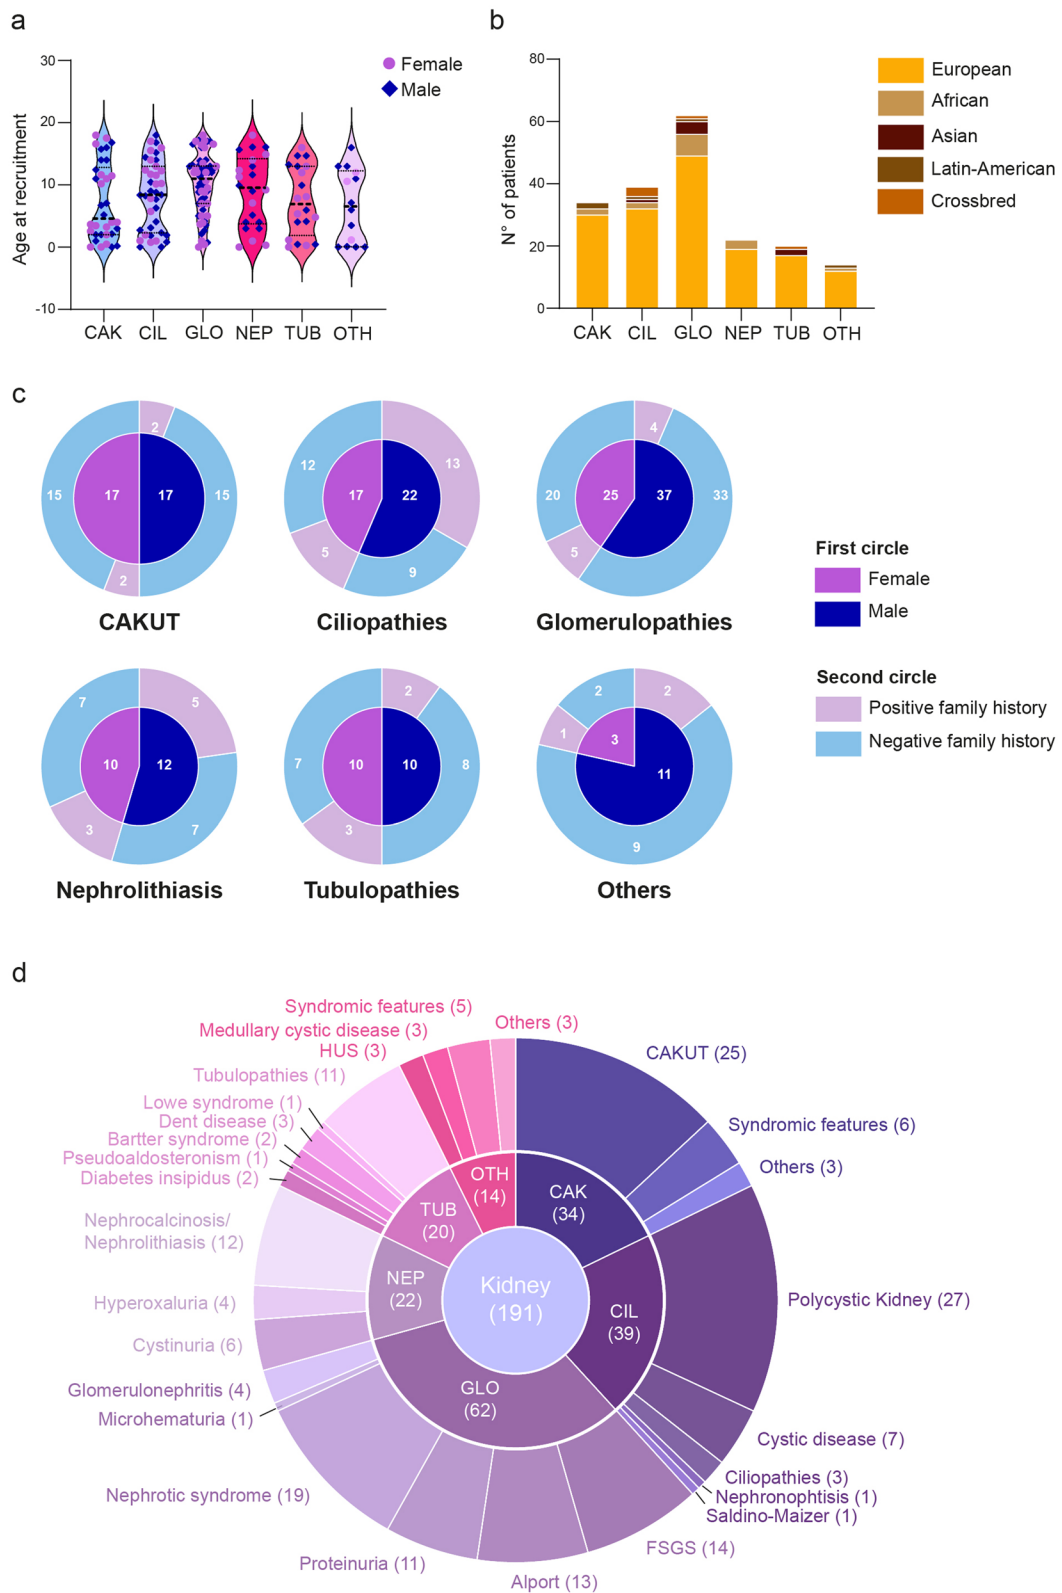 a
Age at recruitment
30
20
10
0
-10
CAK
CIL
GLO
NEP
TUB
OTH
Female
Male
b
N° of patients
80
60
40
20
0
CAK
CIL
GLO
NEP
TUB
OTH
European
African
Asian
Latin-American
Crossbred
c
2
15
17
17
15
2
CAKUT
12
13
17
22
5
9
Ciliopathies
4
20
25
37
33
5
Glomerulopathies
First circle
Female
Male
Second circle
Positive family history
Negative family history
7
5
10
12
3
7
Nephrolithiasis
2
7
10
10
8
3
Tubulopathies
2
2
1
3
11
9
Others
d
Syndromic features (5)
Others (3)
Medullary cystic disease (3)
HUS (3)
Tubulopathies (11)
Lowe syndrome (1)
Dent disease (3)
Bartter syndrome (2)
Pseudoaldosteronism (1)
Diabetes insipidus (2)
Nephrocalcinosis/
Nephrolithiasis (12)
Hyperoxaluria (4)
Cystinuria (6)
Glomerulonephritis (4)
Microhematuria (1)
Nephrotic syndrome (19)
Proteinuria (11)
Alport (13)
FSGS (14)
Saldino-Maizer (1)
Nephronophtisis (1)
Ciliopathies (3)
Cystic disease (7)
Polycystic Kidney (27)
Others (3)
Syndromic features (6)
CAKUT (25)
OTH
(14)
CAK
(34)
TUB
(20)
NEP
(22)
Kidney
(191)
CIL
(39)
GLO
(62)